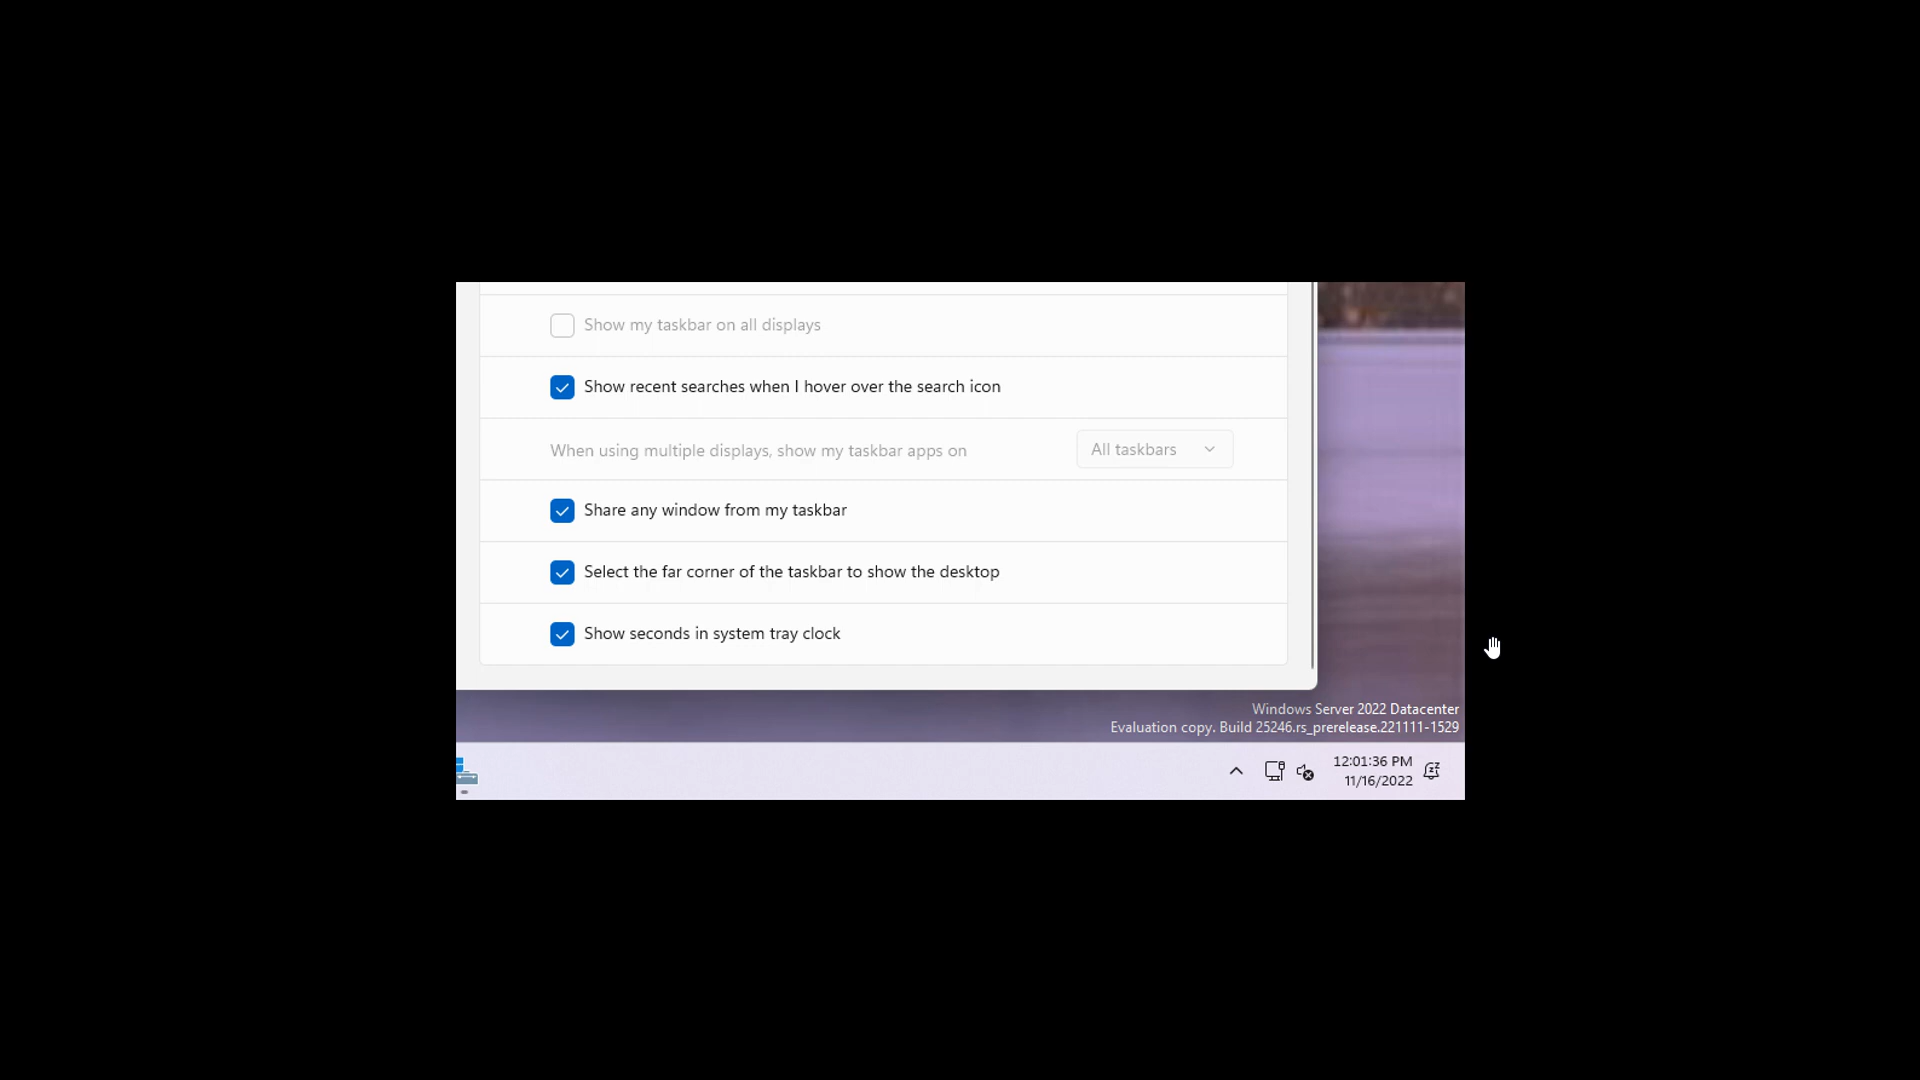 Show my taskbar on all displays
Show recent searches when I hover over the search icon
When using multiple displays, show my taskbar apps on All taskbars
Share any window from my taskbar
Select the far corner of the taskbar to show the desktop
Show seconds in system tray clock
Windows Server 2022 Datacenter
Evaluation copy. Build 25246.rs_prerelease.221111-1529
12:01:36 PM
11/16/2022